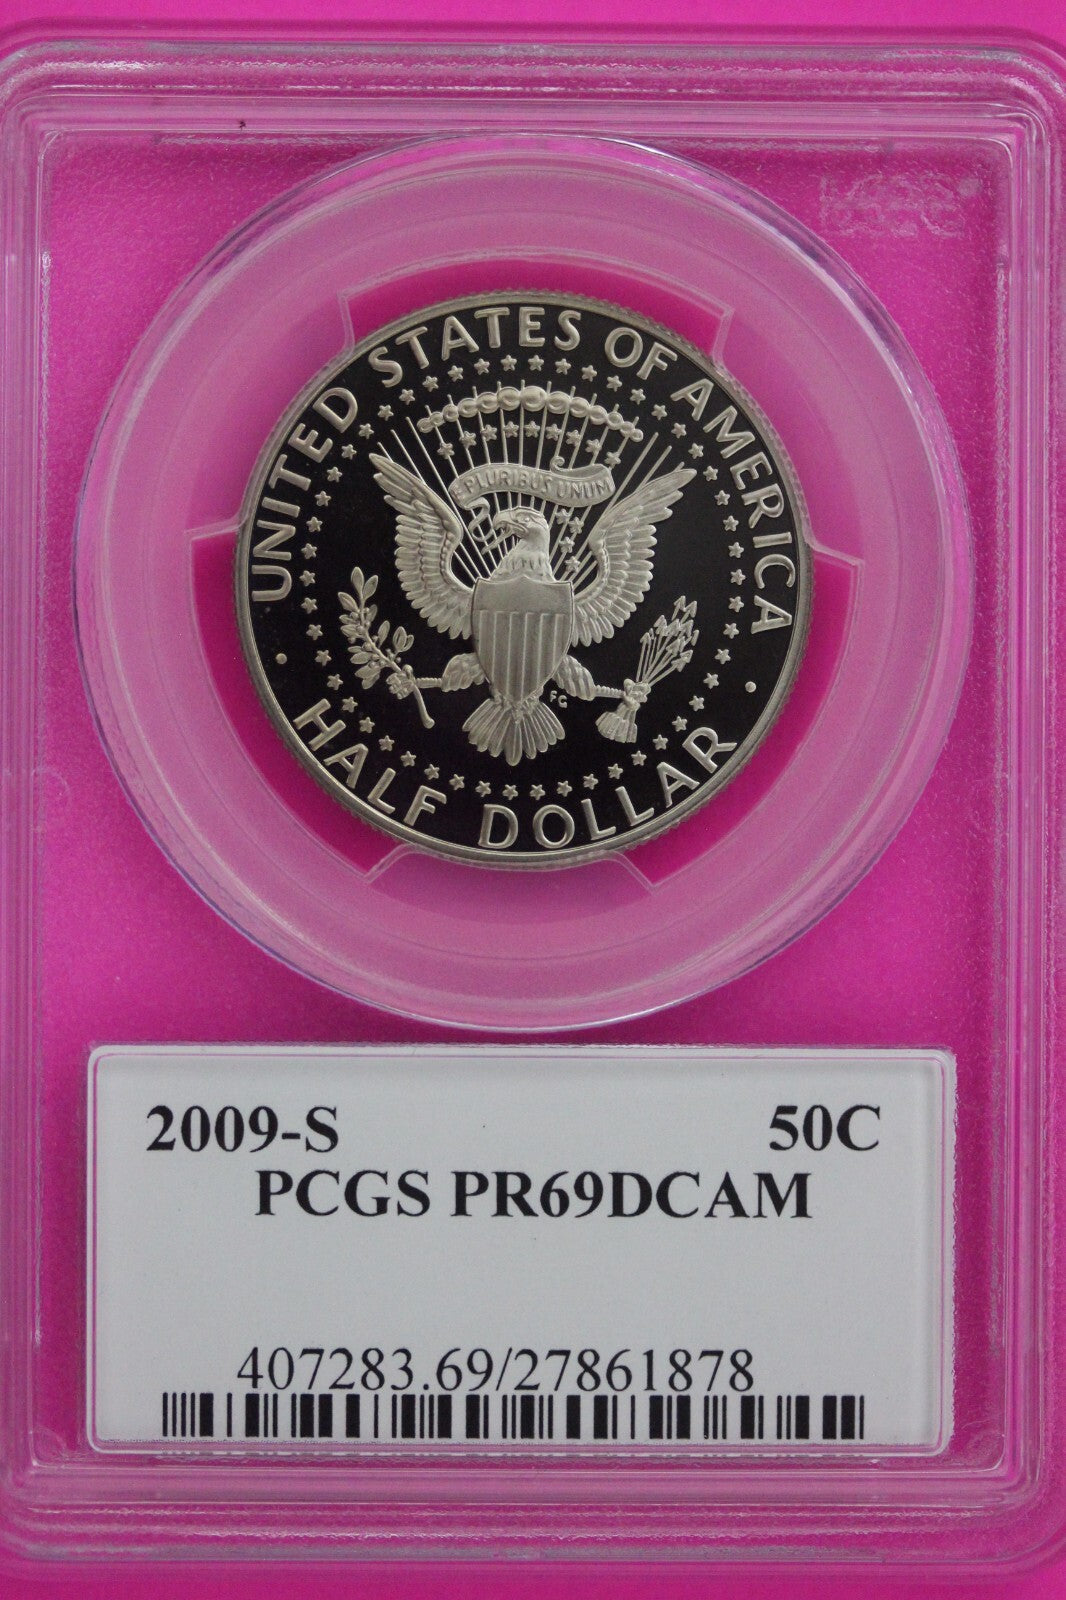 UNITED STATES OF AMERICA
E PLURIBUS UNUM
FG
HALF DOLLAR
2009-S 50C
PCGS PR69DCAM
407283.69/27861878